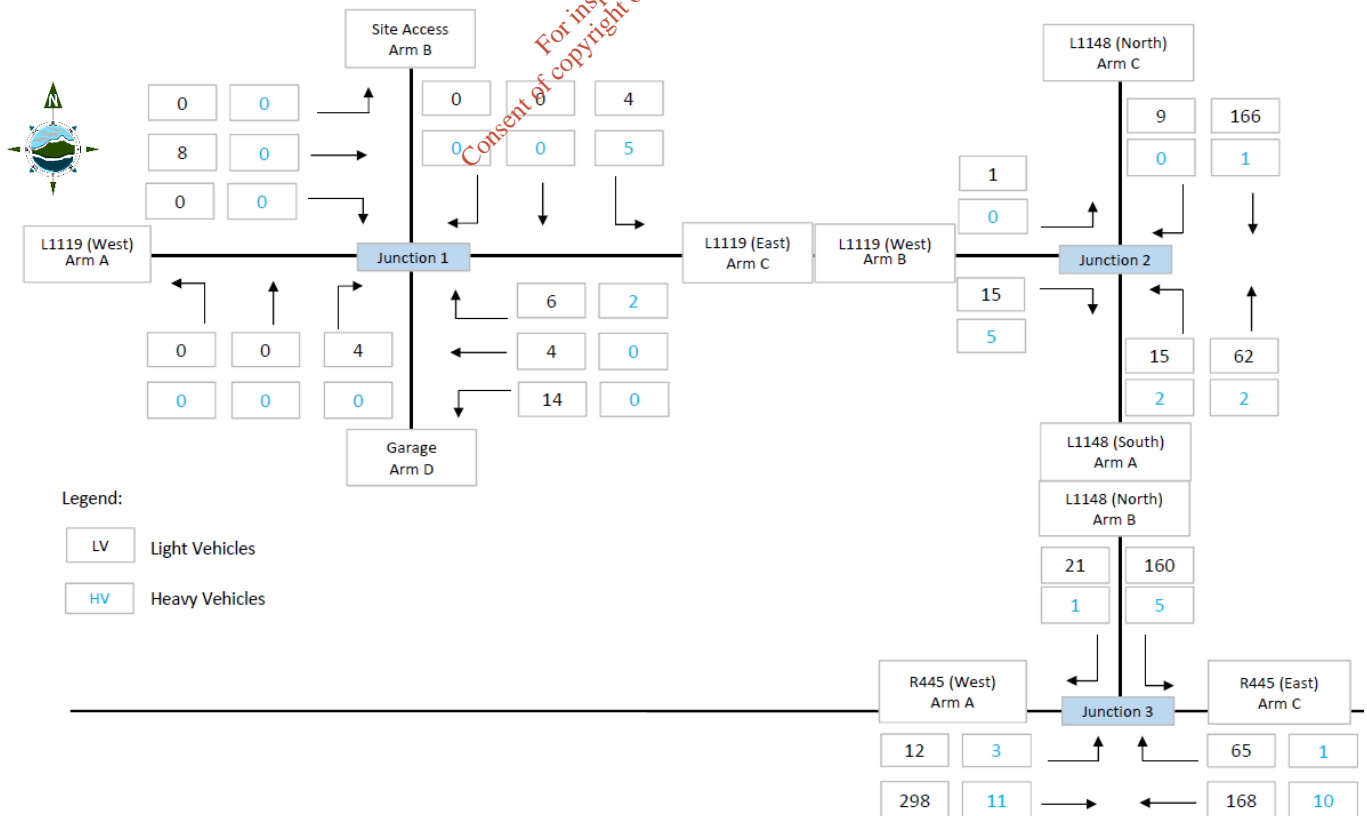 For insp
Consent of copyright o
N
Site Access
Arm B
L1148 (North)
Arm C
0 0
8 0
0 0
0 0 4
0 0 5
9 166
0 1
1
0
L1119 (West)
Arm A
Junction 1
L1119 (East)
Arm C
L1119 (West)
Arm B
Junction 2
6 2
4 0
14 0
0 0 4
0 0 0
15
5
15 62
2 2
Garage
Arm D
L1148 (South)
Arm A
L1148 (North)
Arm B
Legend:
LV Light Vehicles
HV Heavy Vehicles
21 160
1 5
R445 (West)
Arm A
Junction 3
R445 (East)
Arm C
12 3
65 1
298 11
168 10